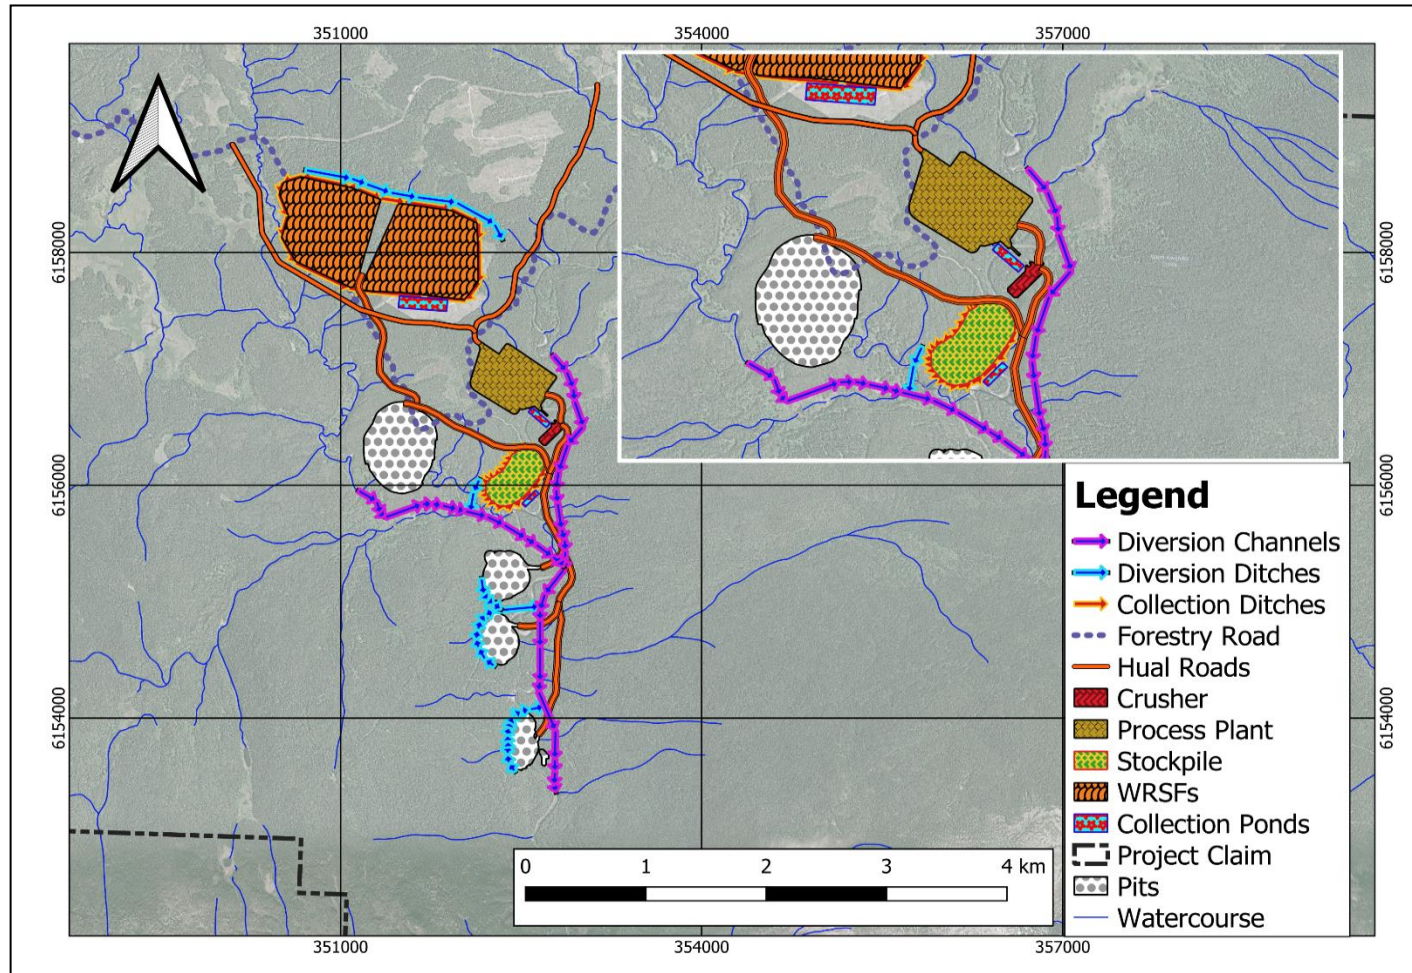 351000 354000 357000
6158000 6158000
6156000 6156000
Legend
Diversion Channels
Diversion Ditches
Collection Ditches
Forestry Road
Hual Roads
Crusher
Process Plant
Stockpile
WRSFs
Collection Ponds
Project Claim
Pits
Watercourse
6154000 6154000
0 1 2 3 4 km
351000 354000 357000